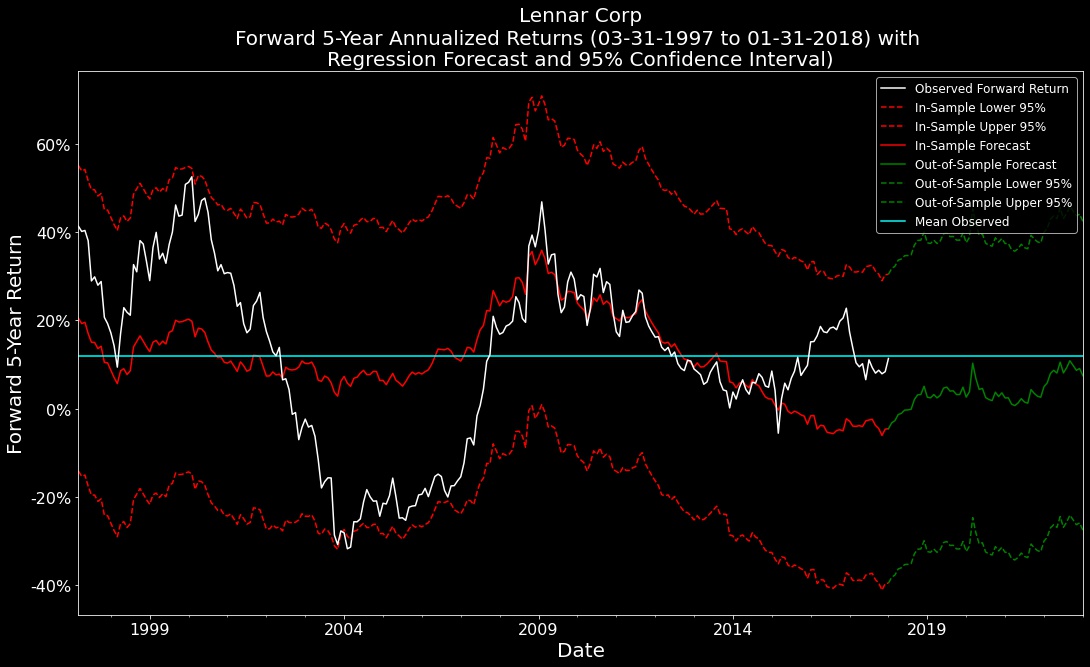 Lennar Corp
Forward 5-Year Annualized Returns (03-31-1997 to 01-31-2018) with
Regression Forecast and 95% Confidence Interval)
Observed Forward Return
In-Sample Lower 95%
In-Sample Upper 95%
In-Sample Forecast
Out-of-Sample Forecast
Out-of-Sample Lower 95%
Out-of-Sample Upper 95%
Mean Observed
Forward 5-Year Return
60%
40%
20%
0%
-20%
-40%
1999
2004
2009
2014
2019
Date